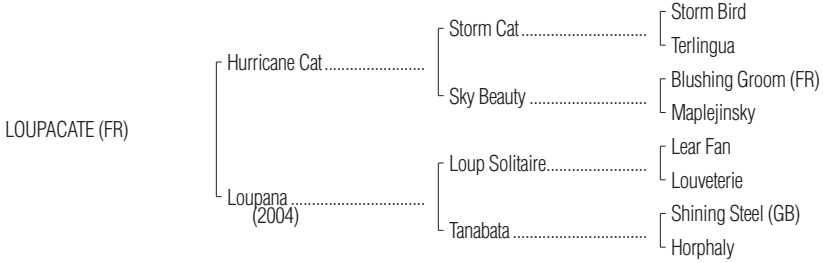 Storm Bird
Storm Cat
Terlingua
Hurricane Cat
Blushing Groom (FR)
Sky Beauty
Maplejinsky
LOUPACATE (FR)
Lear Fan
Loup Solitaire
Louveterie
Loupana
(2004)
Shining Steel (GB)
Tanabata
Horphaly